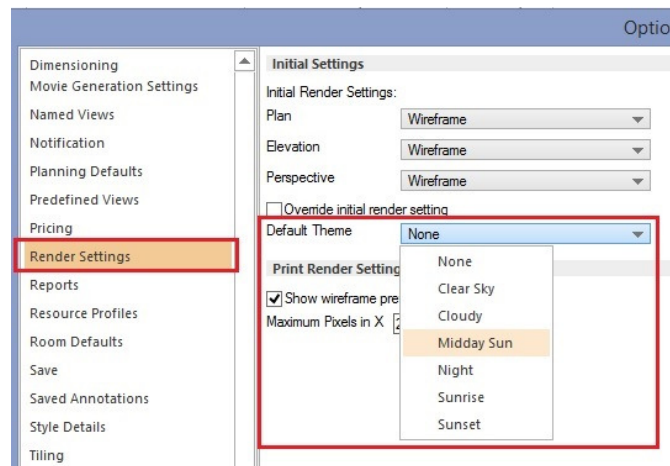 Optio
Dimensioning
Movie Generation Settings
Named Views
Notification
Planning Defaults
Predefined Views
Pricing
Render Settings
Reports
Resource Profiles
Room Defaults
Save
Saved Annotations
Style Details
Tiling
Initial Settings
Initial Render Settings:
Plan Wireframe
Elevation Wireframe
Perspective Wireframe
Override initial render setting
Default Theme None
Print Render Setting
Show wireframe pre
Maximum Pixels in X 2
None
Clear Sky
Cloudy
Midday Sun
Night
Sunrise
Sunset